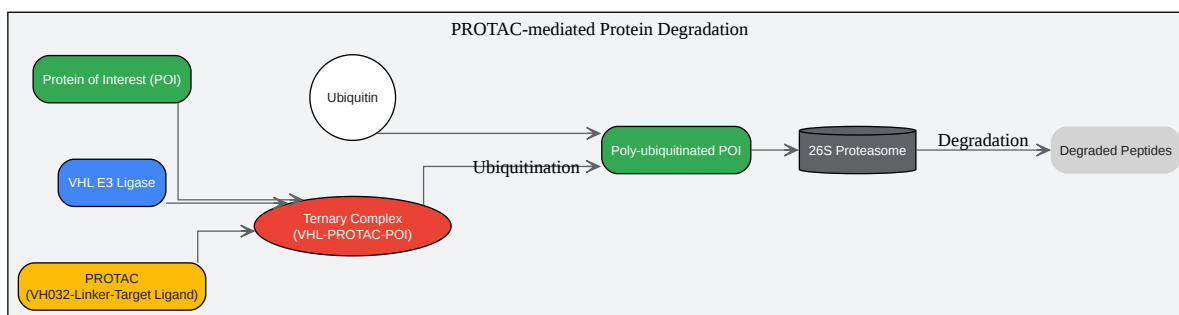 PROTAC-mediated Protein Degradation
Protein of Interest (POI)
Ubiquitin
Poly-ubiquitinated POI
26S Proteasome
Degradation
Degraded Peptides
Ubiquitination
VHL E3 Ligase
Ternary Complex
(VHL-PROTAC-POI)
PROTAC
(VH032-Linker-Target Ligand)